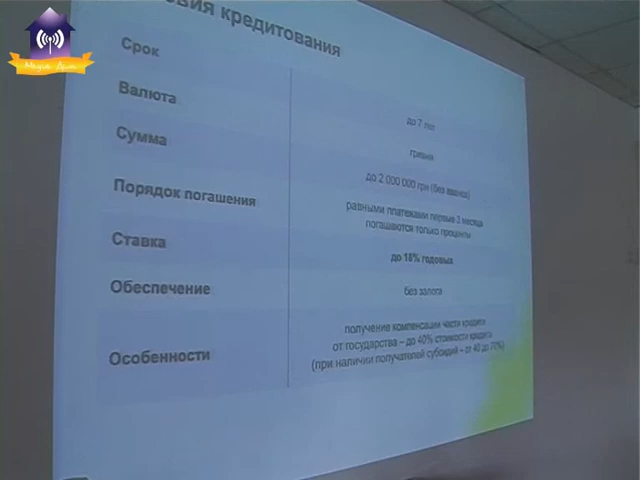 вия кредитования
Срок
до 7 лет
Валюта
гривня
Сумма
до 2 000 000 грн (без аванса)
Порядок погашения
равными платежами первые 3 месяца
погашаются только проценты
Ставка
до 18% годовых
Обеспечение
без залога
Особенности
получение компенсации части кредита
от государства – до 40% стоимости кредита
(при наличии получателей субсидий – от 40 до 70%)